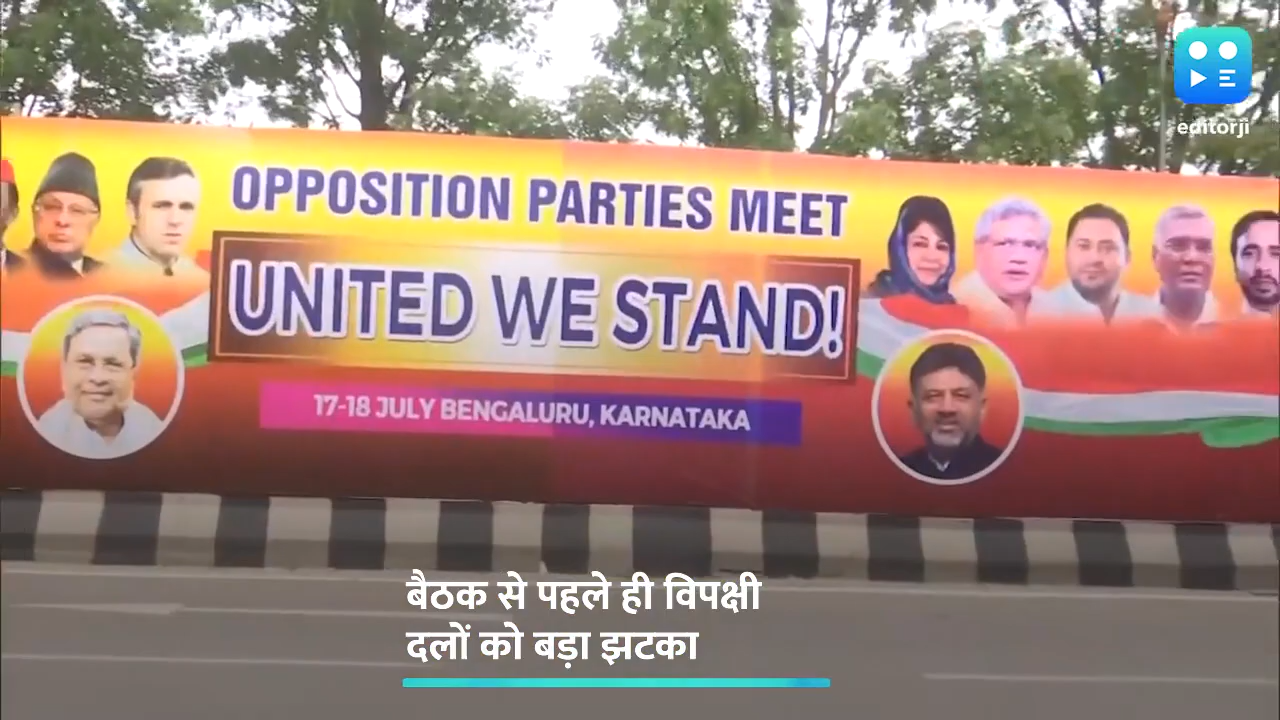 editorji
OPPOSITION PARTIES MEET
UNITED WE STAND!
17-18 JULY BENGALURU, KARNATAKA
बैठक से पहले ही विपक्षी
दलों को बड़ा झटका